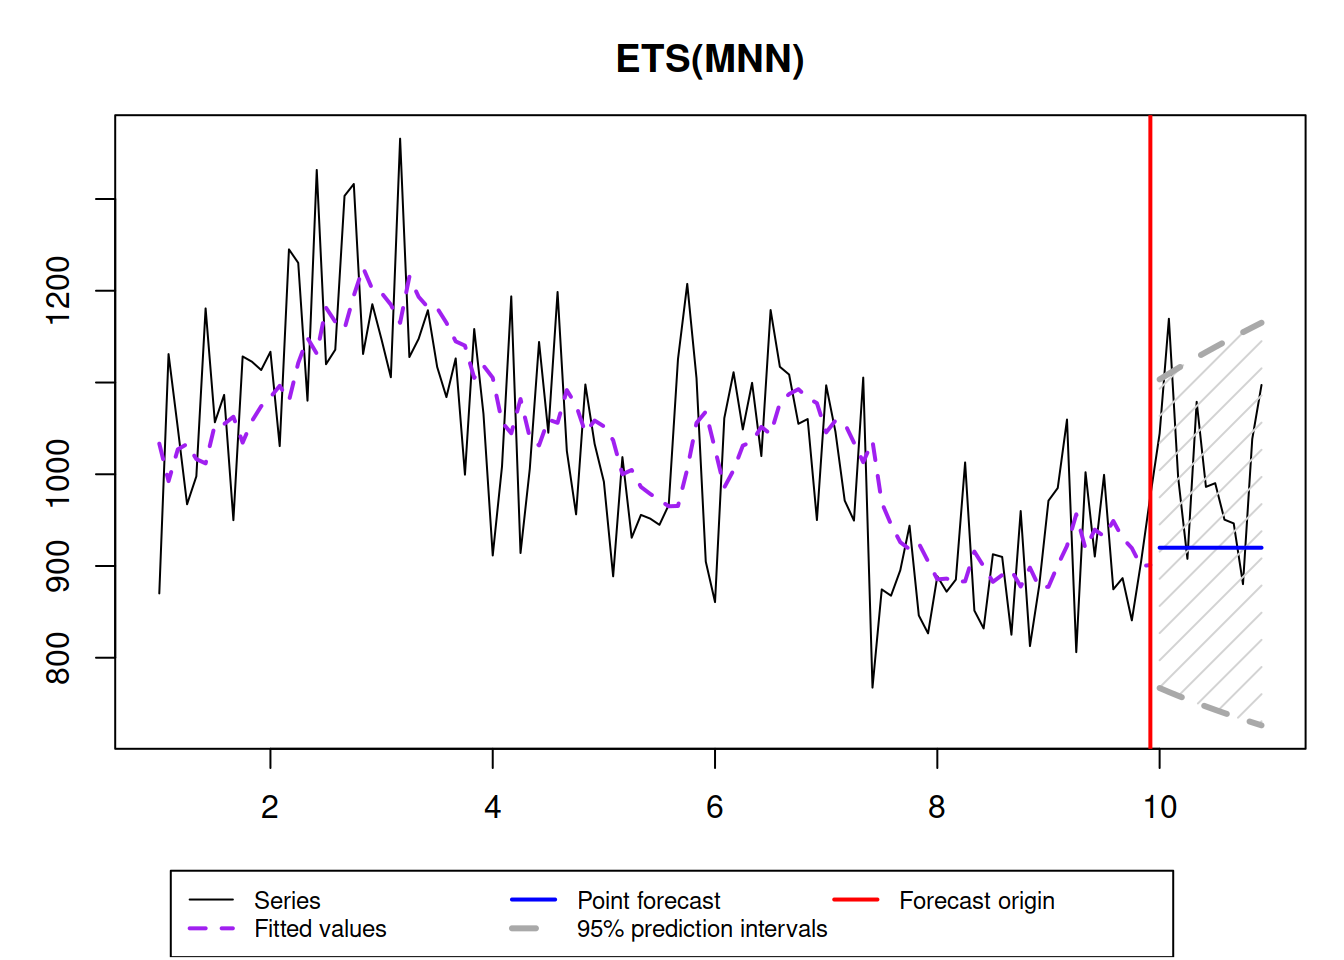 ETS(MNN)
1200
1000
900
800
2 4 6 8 10
Series Point forecast Forecast origin
Fitted values 95% prediction intervals